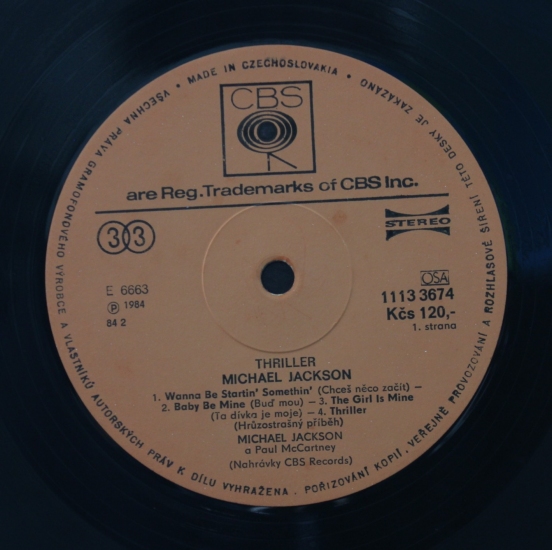 • VŠECHNA PRÁVA GRAMOFONOVÉHO VÝROBCE A VLASTNÍKŮ AUTORSKÝCH PRÁV K DÍLU VYHRAŽENA. POŘIZOVÁNÍ KOPIÍ, VEŘEJNÉ PROVOZOVÁNÍ A ROZHLASOVÉ ŠÍŘENÍ TÉTO DESKY JE ZAKÁZÁNO • MADE IN CZECHOSLOVAKIA •
CBS
are Reg.Trademarks of CBS Inc.
33
STEREO
E 6663
Ⓟ 1984
84 2
OSA
1113 3674
Kčs 120,-
1. strana
THRILLER
MICHAEL JACKSON
1. Wanna Be Startin' Somethin' (Chceš něco začít) –
2. Baby Be Mine (Buď mou) – 3. The Girl Is Mine
(Ta dívka je moje) – 4. Thriller
(Hrůzostrašný příběh)
MICHAEL JACKSON
a Paul McCartney
(Nahrávky CBS Records)